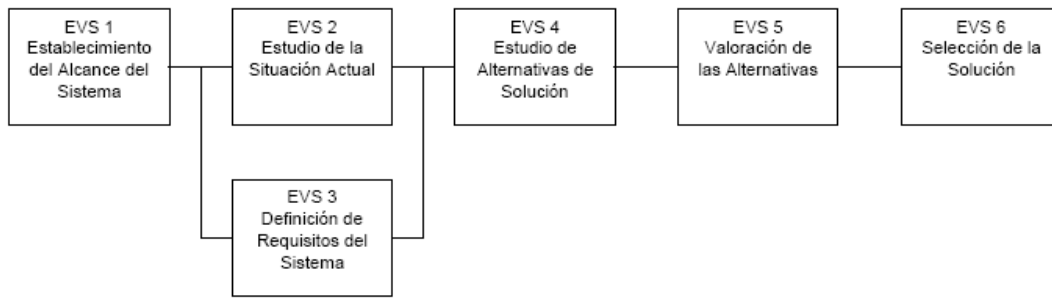 EVS 1
Establecimiento
del Alcance del
Sistema
EVS 2
Estudio de la
Situación Actual
EVS 4
Estudio de
Alternativas de
Solución
EVS 5
Valoración de
las Alternativas
EVS 6
Selección de la
Solución
EVS 3
Definición de
Requisitos del
Sistema